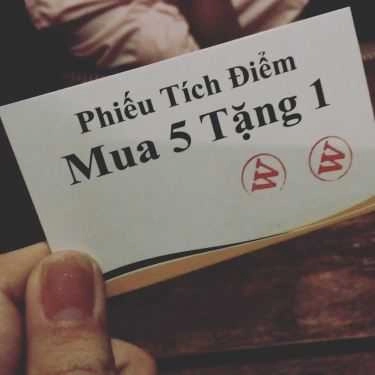 Phiếu Tích Điểm
Mua 5 Tặng 1
W W